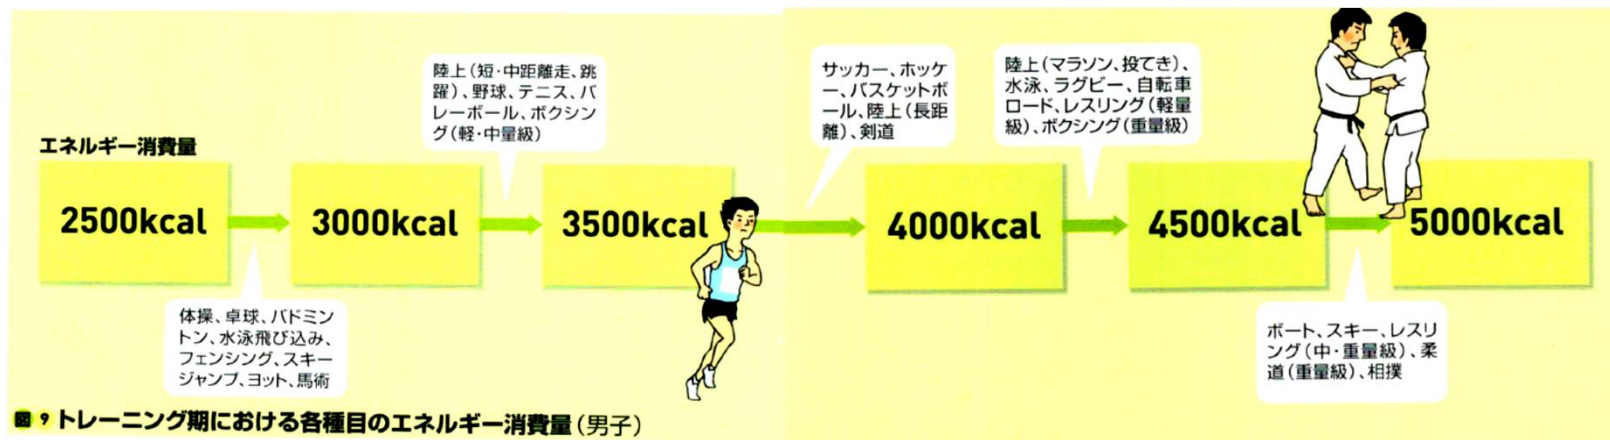 エネルギー消費量
2500kcal
体操、卓球、バドミン
トン、水泳飛び込み、
フェンシング、スキー
ジャンプ、ヨット、馬術
3000kcal
陸上(短・中距離走、跳
躍)、野球、テニス、バ
レーボール、ボクシン
グ(軽・中量級)
3500kcal
サッカー、ホッケ
ー、バスケットボ
ール、陸上(長距
離)、剣道
4000kcal
陸上(マラソン、投てき)、
水泳、ラグビー、自転車
ロード、レスリング(軽量
級)、ボクシング(重量級)
4500kcal
ボート、スキー、レスリ
ング(中・重量級)、柔
道(重量級)、相撲
5000kcal
図9 トレーニング期における各種目のエネルギー消費量(男子)